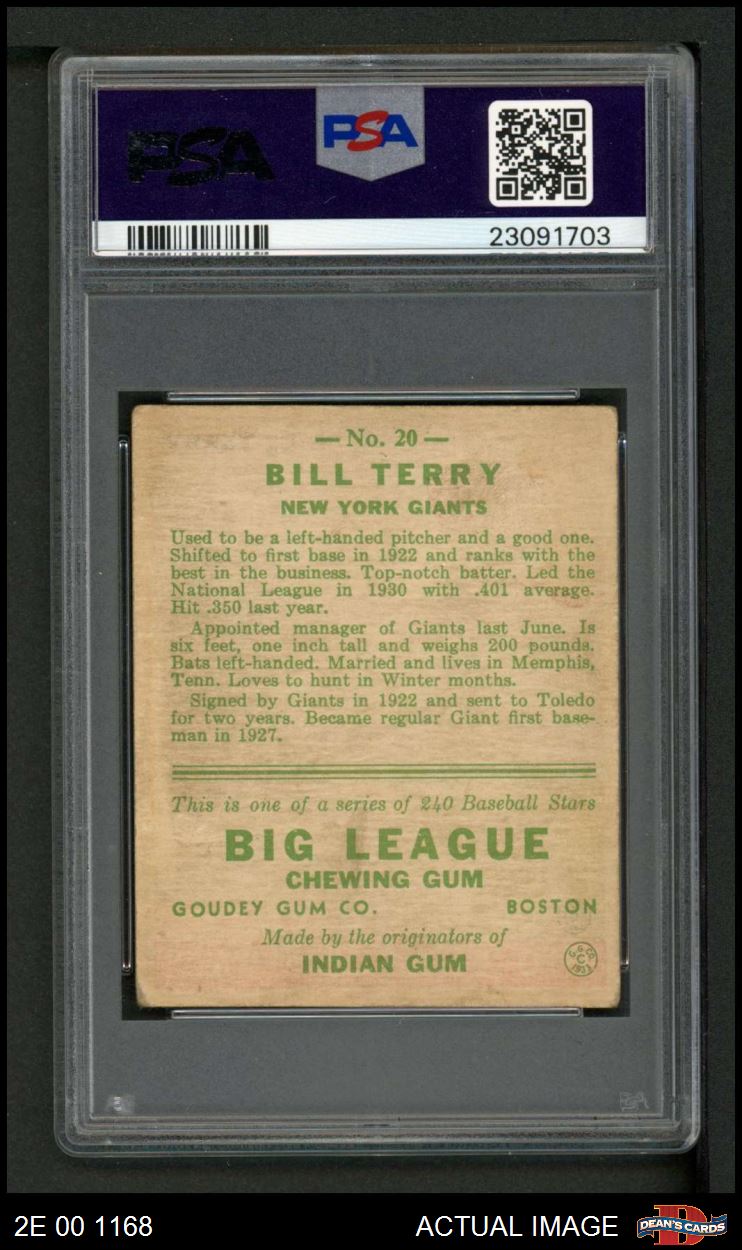 PSA
PSA
23091703
— No. 20 —
BILL TERRY
NEW YORK GIANTS
Used to be a left-handed pitcher and a good one.
Shifted to first base in 1922 and ranks with the
best in the business. Top-notch batter. Led the
National League in 1930 with .401 average.
Hit .350 last year.
Appointed manager of Giants last June. Is
six feet, one inch tall and weighs 200 pounds.
Bats left-handed. Married and lives in Memphis,
Tenn. Loves to hunt in Winter months.
Signed by Giants in 1922 and sent to Toledo
for two years. Became regular Giant first base-
man in 1927.
This is one of a series of 240 Baseball Stars
BIG LEAGUE
CHEWING GUM
GOUDEY GUM CO. BOSTON
Made by the originators of
INDIAN GUM
G.G.CO.
C
1933
2E 00 1168 ACTUAL IMAGE
D
DEAN'S CARDS